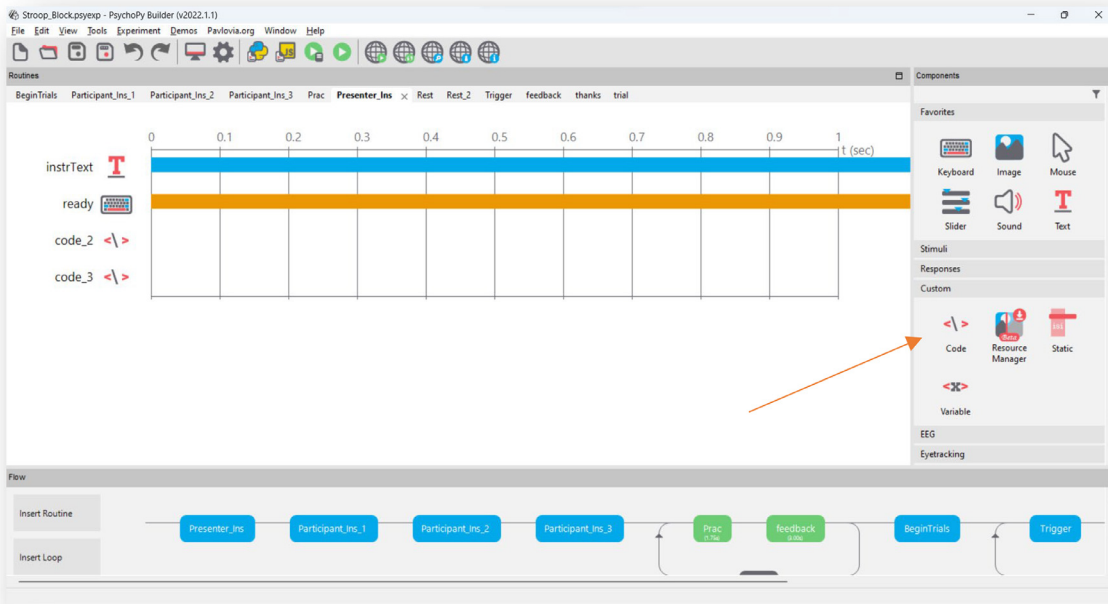 Stroop_Block.psyexp - PsychoPy Builder (v2022.1.1)
File Edit View Tools Experiment Demos Pavlovia.org Window Help
JS
Routines
Components
BeginTrials Participant_Ins_1 Participant_Ins_2 Participant_Ins_3 Prac Presenter_Ins Rest Rest_2 Trigger feedback thanks trial
Favorites
0 0.1 0.2 0.3 0.4 0.5 0.6 0.7 0.8 0.9 1
t (sec)
instrText T
ready
code_2
code_3
Keyboard Image Mouse
Slider Sound Text
Stimuli
Responses
Custom
Beta
Code Resource Manager Static
Variable
EEG
Eyetracking
Flow
Insert Routine
Insert Loop
Presenter_Ins Participant_Ins_1 Participant_Ins_2 Participant_Ins_3 Prac feedback BeginTrials Trigger